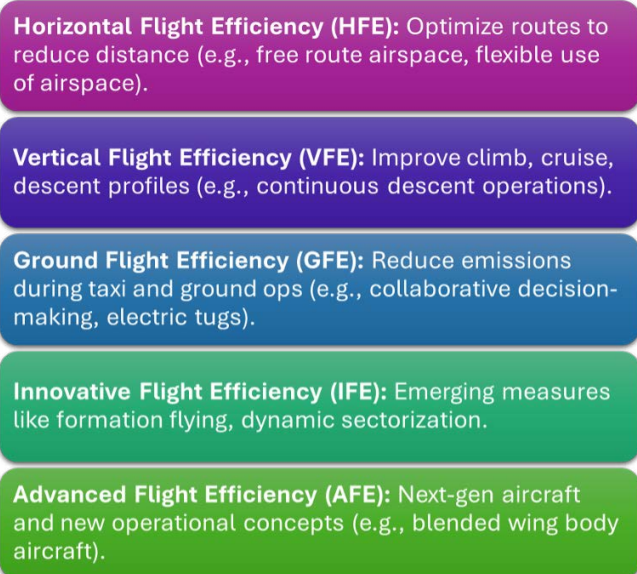 Horizontal Flight Efficiency (HFE): Optimize routes to
reduce distance (e.g., free route airspace, flexible use
of airspace).
Vertical Flight Efficiency (VFE): Improve climb, cruise,
descent profiles (e.g., continuous descent operations).
Ground Flight Efficiency (GFE): Reduce emissions
during taxi and ground ops (e.g., collaborative decision-
making, electric tugs).
Innovative Flight Efficiency (IFE): Emerging measures
like formation flying, dynamic sectorization.
Advanced Flight Efficiency (AFE): Next-gen aircraft
and new operational concepts (e.g., blended wing body
aircraft).